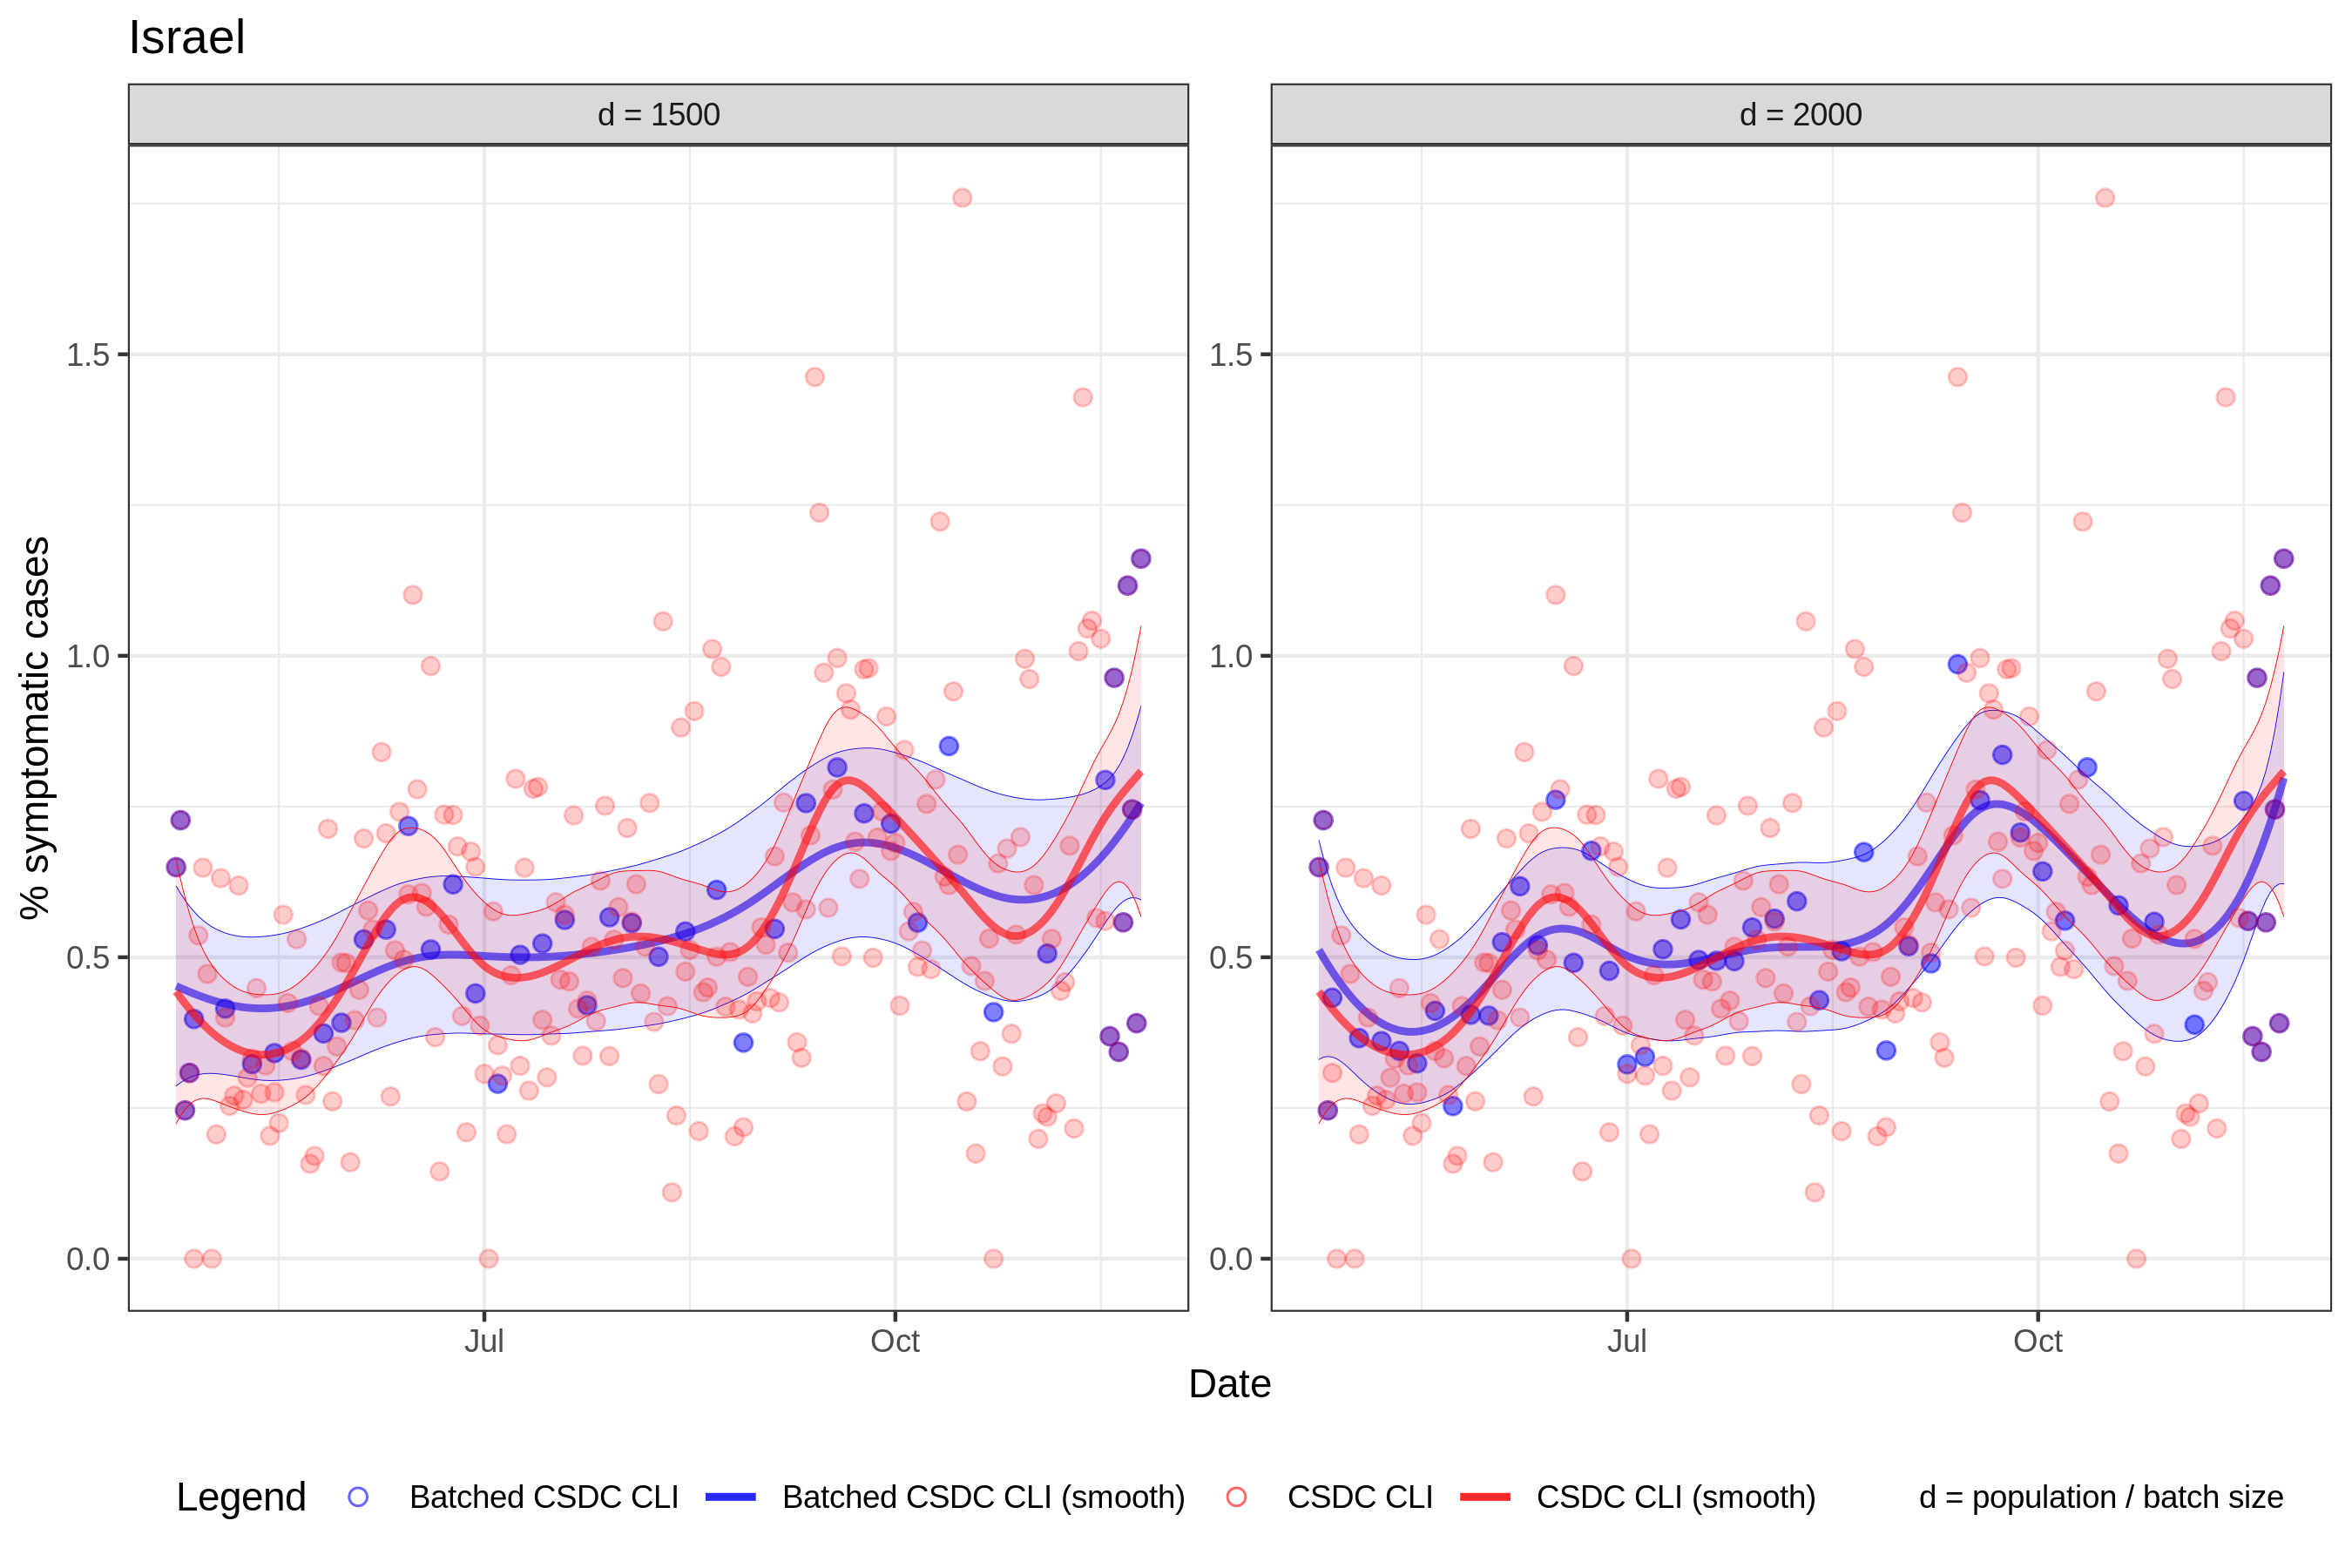 Israel
d = 1500
d = 2000
% symptomatic cases
1.5
1.0
0.5
0.0
1.5
1.0
0.5
0.0
Jul
Oct
Jul
Oct
Date
Legend
Batched CSDC CLI
Batched CSDC CLI (smooth)
CSDC CLI
CSDC CLI (smooth)
d = population / batch size